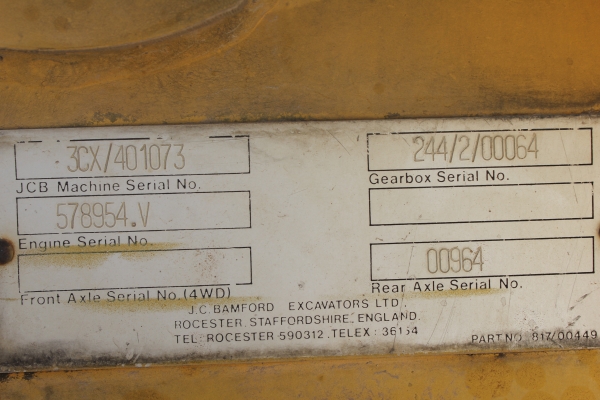 3CX/401073
JCB Machine Serial No.
578954.V
Engine Serial No.
Front Axle Serial No.(4WD)
244/2/00064
Gearbox Serial No.
00964
Rear Axle Serial No.
J.C. BAMFORD EXCAVATORS LTD.
ROCESTER, STAFFORDSHIRE, ENGLAND.
TEL: ROCESTER 590312. TELEX: 36154
PART NO. 817/00449